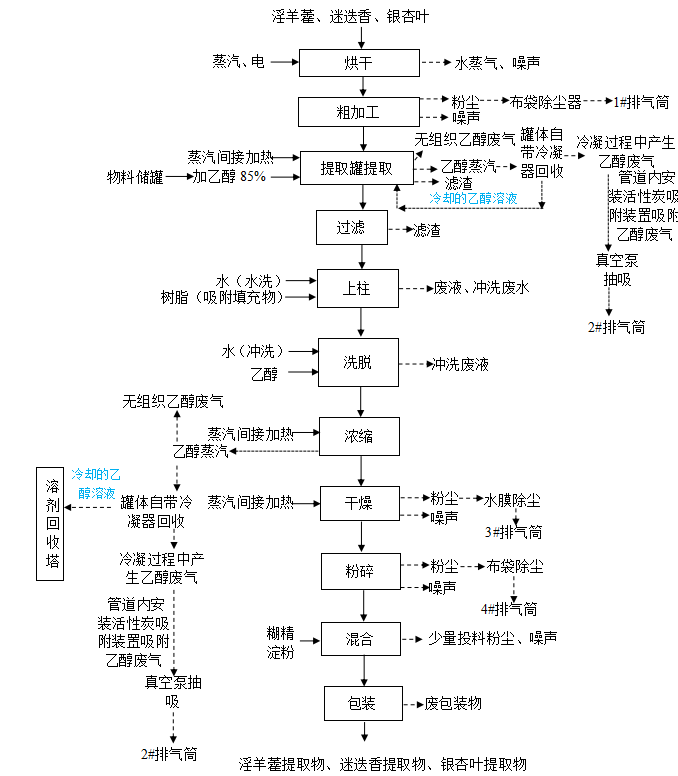 淫羊藿、迷迭香、银杏叶
蒸汽、电
烘干
水蒸气、噪声
粗加工
粉尘
布袋除尘器
1#排气筒
噪声
无组织乙醇废气
罐体自
带冷凝
器回收
冷凝过程中产生
乙醇废气
蒸汽间接加热
物料储罐
加乙醇 85%
提取罐提取
乙醇蒸汽
滤渣
冷却的乙醇溶液
管道内安
装活性炭吸
附装置吸附
乙醇废气
真空泵
抽吸
2#排气筒
过滤
滤渣
水（水洗）
树脂（吸附填充物）
上柱
废液、冲洗废水
水（冲洗）
乙醇
洗脱
冲洗废液
无组织乙醇废气
蒸汽间接加热
乙醇蒸汽
浓缩
溶
剂
回
收
塔
冷却的乙
醇溶液
罐体自带冷
凝器回收
蒸汽间接加热
干燥
粉尘
水膜除尘
噪声
3#排气筒
冷凝过程中产
生乙醇废气
粉碎
粉尘
布袋除尘
噪声
4#排气筒
管道内安
装活性炭吸
附装置吸附
乙醇废气
糊精
淀粉
混合
少量投料粉尘、噪声
真空泵抽
吸
2#排气筒
包装
废包装物
淫羊藿提取物、迷迭香提取物、银杏叶提取物